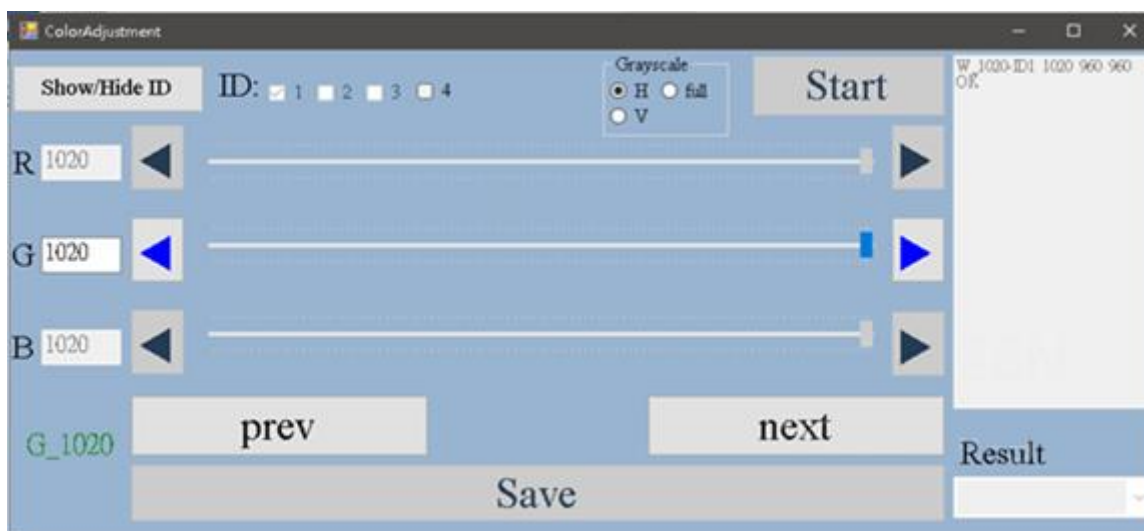 ColorAdjustment
Show/Hide ID
ID: 1 2 3 4
Grayscale
H full
V
Start
W_1020-ID1 1020 960 960
OK
R 1020
G 1020
B 1020
G_1020
prev
next
Save
Result